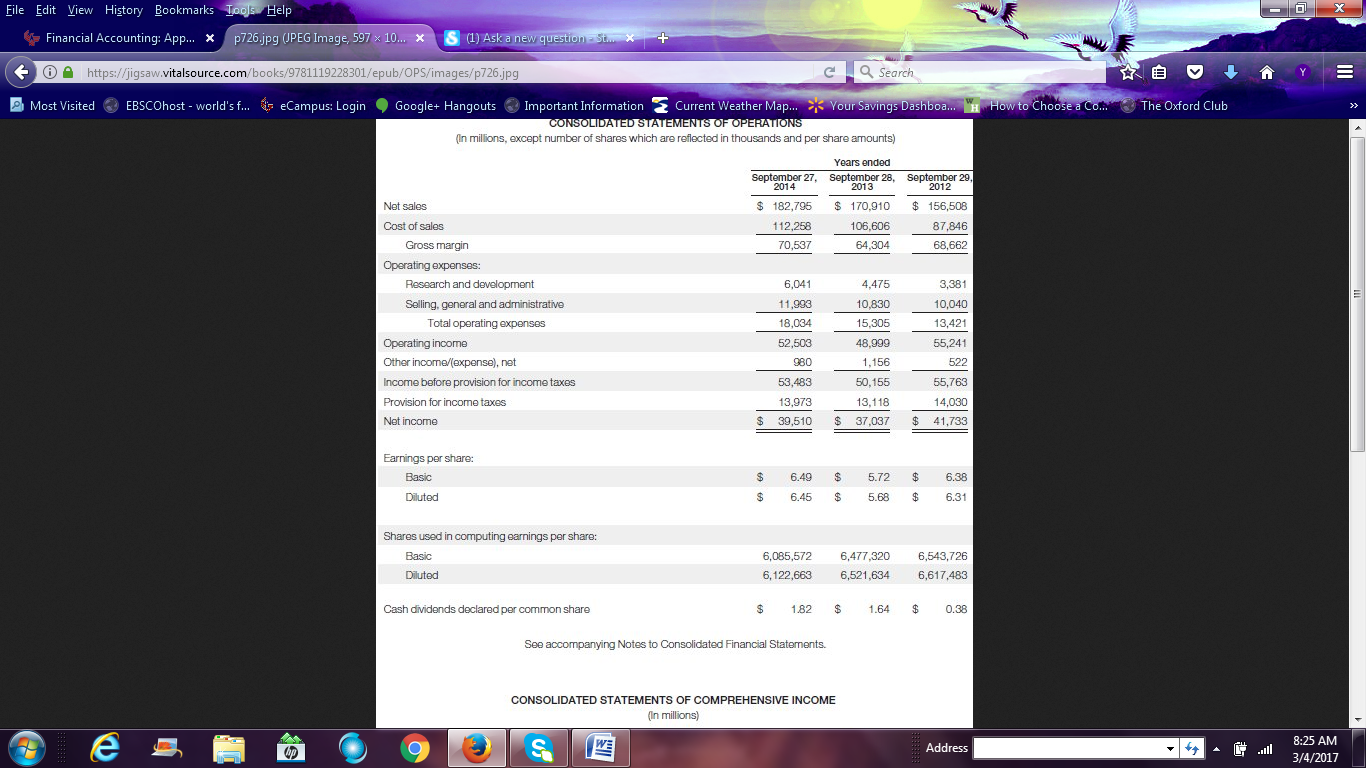 File Edit View History Bookmarks Tools Help
Financial Accounting: App... × p726.jpg (JPEG Image, 597 × 10... × (1) Ask a new question - St... × +
https://jigsaw.vitalsource.com/books/9781119228301/epub/OPS/images/p726.jpg Search
Most Visited EBSCOhost - world's f... eCampus: Login Google+ Hangouts Important Information Current Weather Map... Your Savings Dashboa... How to Choose a Co... The Oxford Club »
CONSOLIDATED STATEMENTS OF OPERATIONS
(In millions, except number of shares which are reflected in thousands and per share amounts)
Years ended
September 27, September 28, September 29,
2014 2013 2012
Net sales $ 182,795 $ 170,910 $ 156,508
Cost of sales 112,258 106,606 87,846
Gross margin 70,537 64,304 68,662
Operating expenses:
Research and development 6,041 4,475 3,381
Selling, general and administrative 11,993 10,830 10,040
Total operating expenses 18,034 15,305 13,421
Operating income 52,503 48,999 55,241
Other income/(expense), net 980 1,156 522
Income before provision for income taxes 53,483 50,155 55,763
Provision for income taxes 13,973 13,118 14,030
Net income $ 39,510 $ 37,037 $ 41,733
Earnings per share:
Basic $ 6.49 $ 5.72 $ 6.38
Diluted $ 6.45 $ 5.68 $ 6.31
Shares used in computing earnings per share:
Basic 6,085,572 6,477,320 6,543,726
Diluted 6,122,663 6,521,634 6,617,483
Cash dividends declared per common share $ 1.82 $ 1.64 $ 0.38
See accompanying Notes to Consolidated Financial Statements.
CONSOLIDATED STATEMENTS OF COMPREHENSIVE INCOME
(In millions)
Address 8:25 AM
3/4/2017